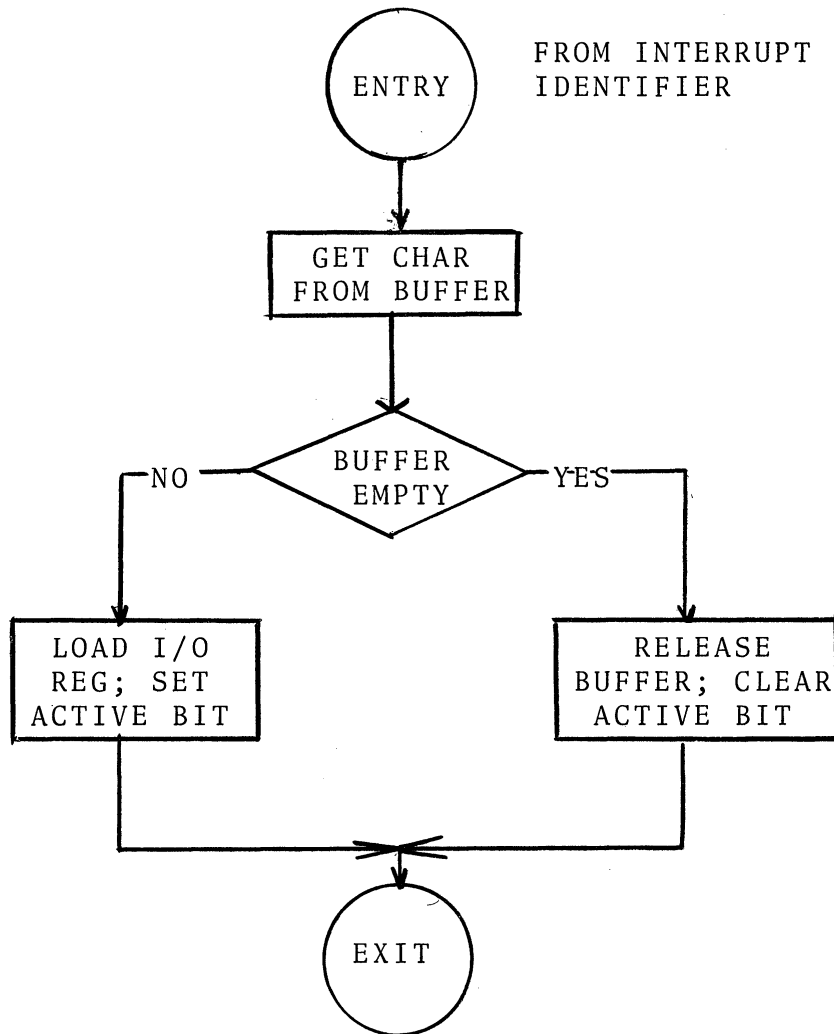 ENTRY
FROM INTERRUPT
IDENTIFIER
GET CHAR
FROM BUFFER
BUFFER
EMPTY
NO
YES
LOAD I/O
REG; SET
ACTIVE BIT
RELEASE
BUFFER; CLEAR
ACTIVE BIT
EXIT